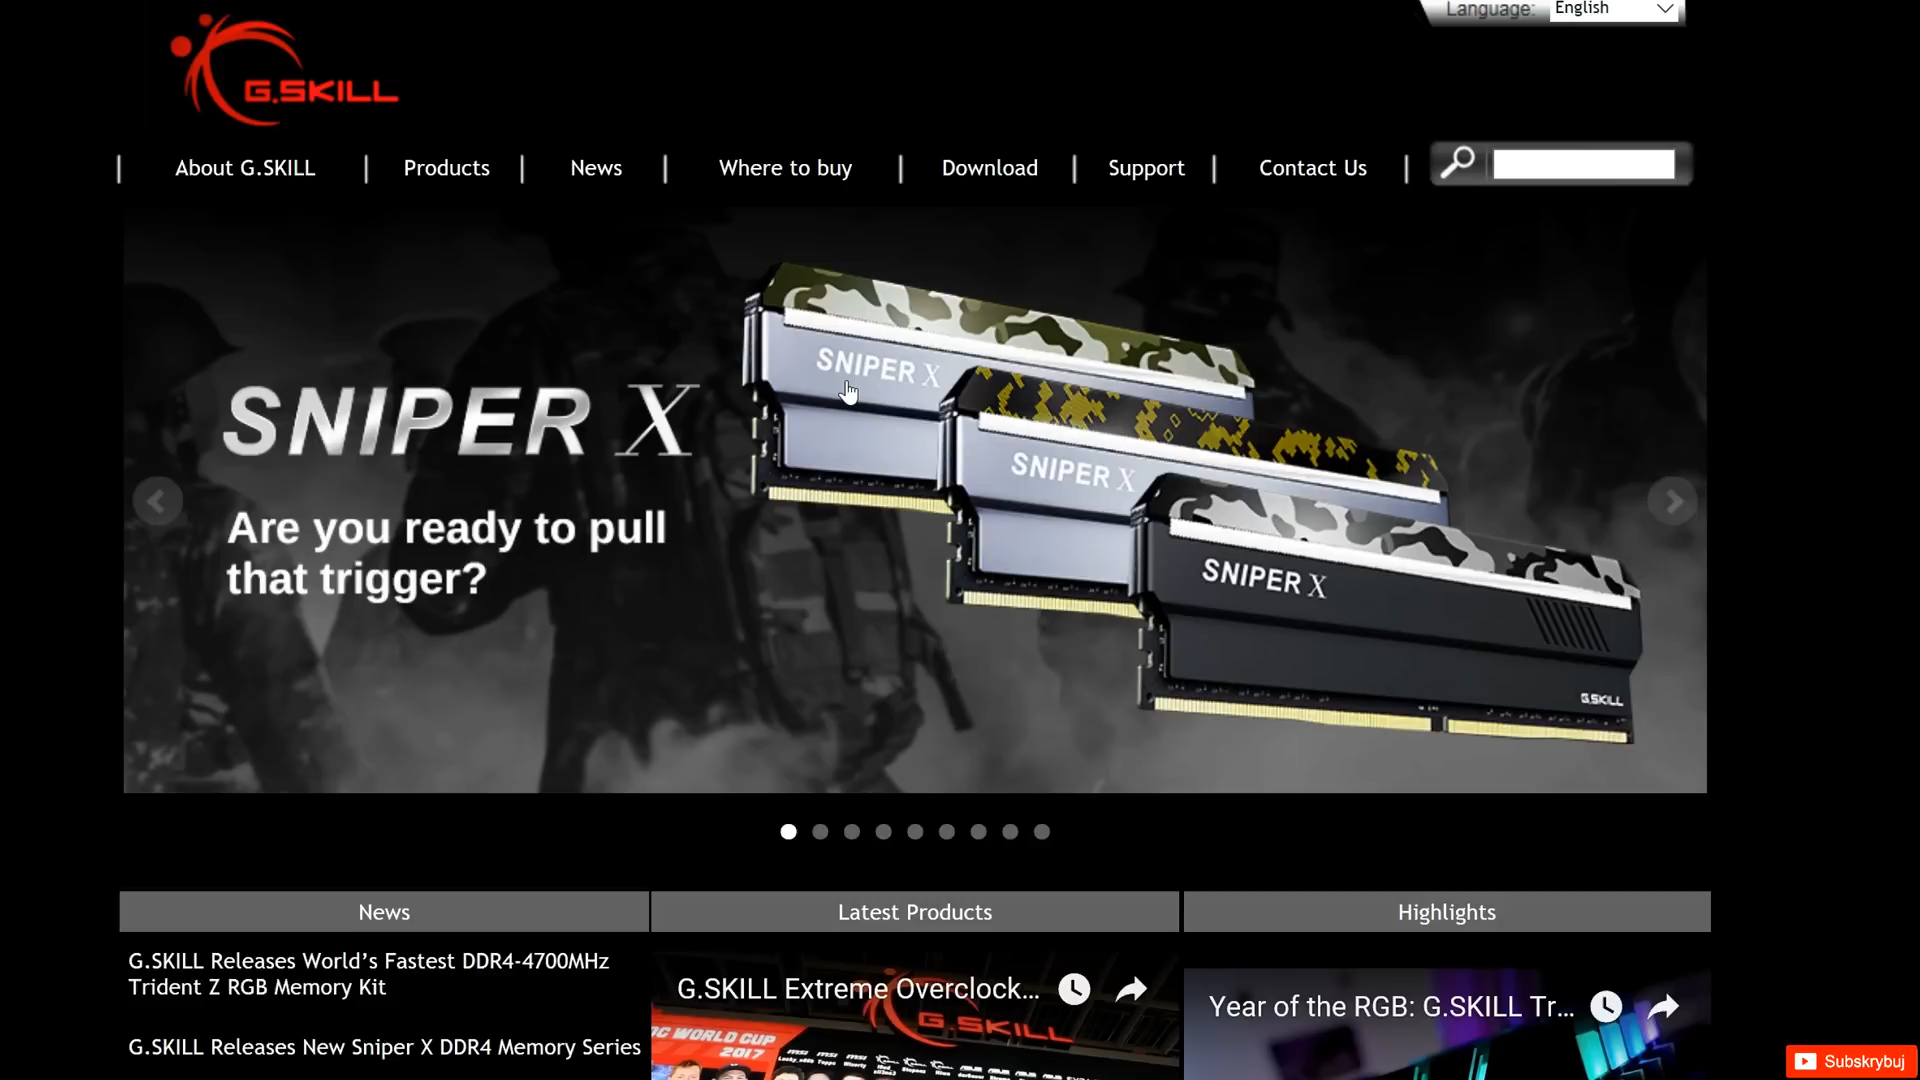 Language: English
G.SKILL
About G.SKILL
Products
News
Where to buy
Download
Support
Contact Us
SNIPER X
Are you ready to pull
that trigger?
SNIPER X
SNIPER X
SNIPER X
G.SKILL
News
G.SKILL Releases World’s Fastest DDR4-4700MHz
Trident Z RGB Memory Kit
G.SKILL Releases New Sniper X DDR4 Memory Series
Latest Products
G.SKILL Extreme Overclock...
G.SKILL
OC WORLD CUP
2017
Highlights
Year of the RGB: G.SKILL Tr...
Subskrybuj